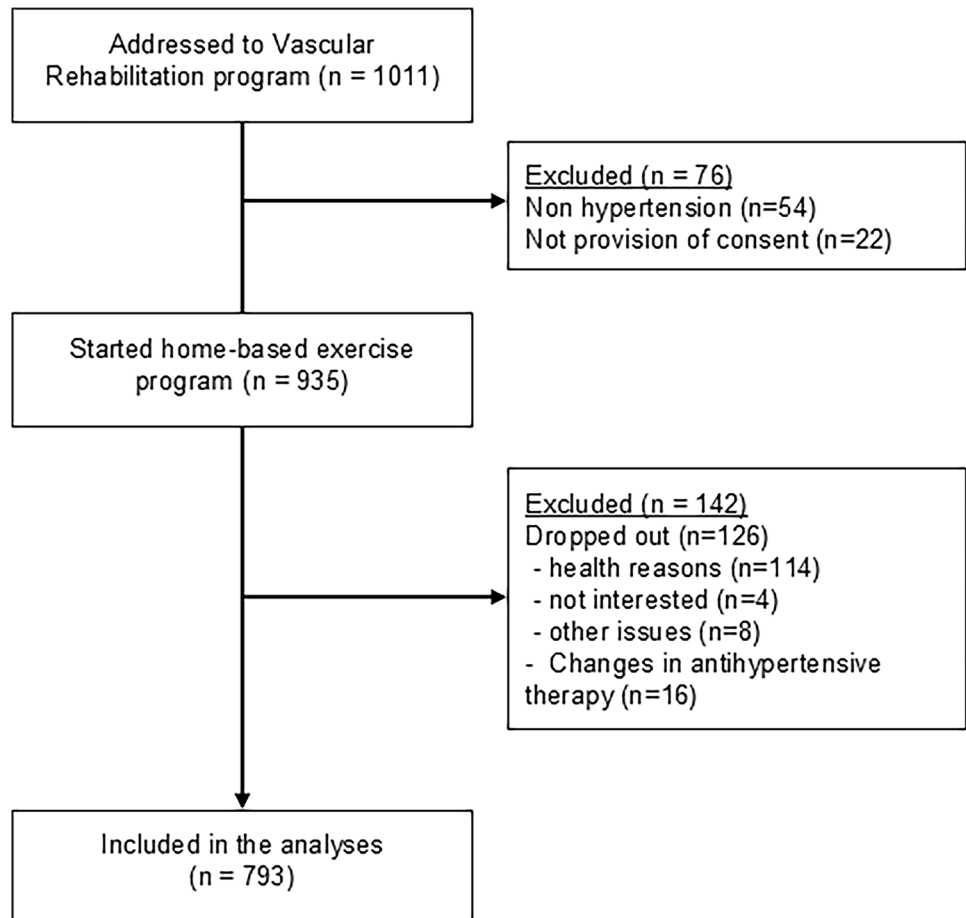 Addressed to Vascular
Rehabilitation program (n = 1011)
Excluded (n = 76)
Non hypertension (n=54)
Not provision of consent (n=22)
Started home-based exercise
program (n = 935)
Excluded (n = 142)
Dropped out (n=126)
- health reasons (n=114)
- not interested (n=4)
- other issues (n=8)
- Changes in antihypertensive
therapy (n=16)
Included in the analyses
(n = 793)